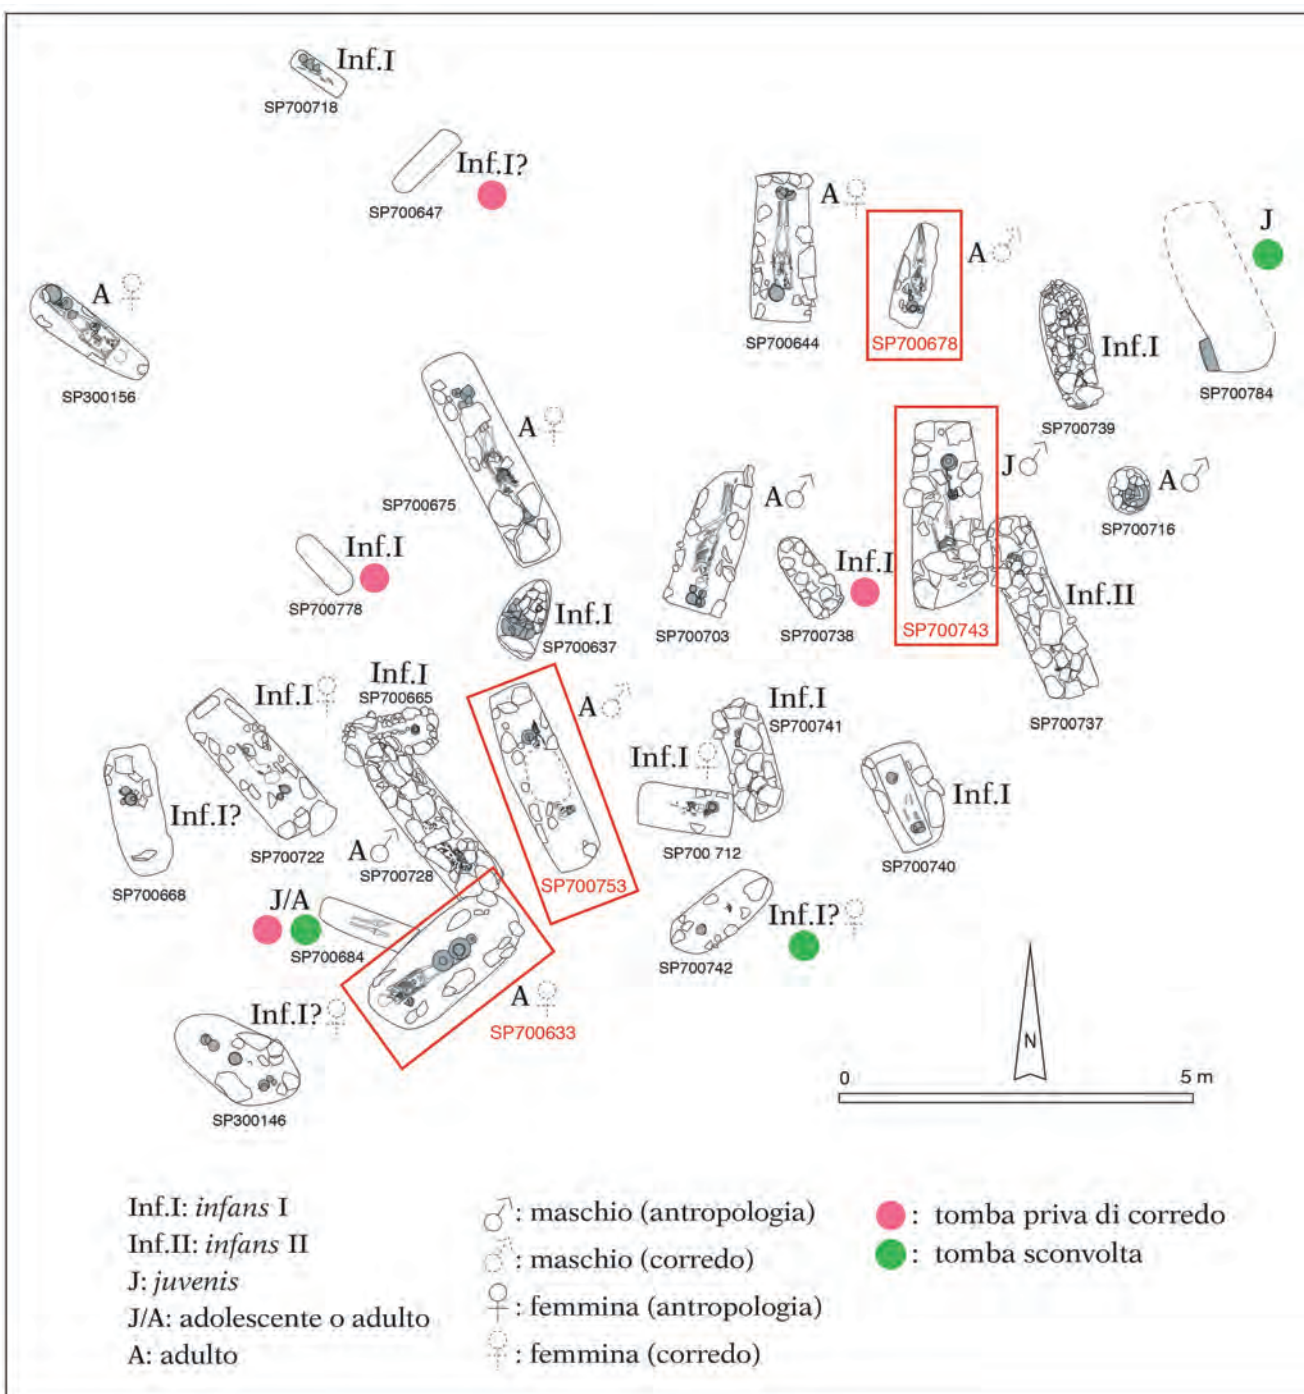 Inf.I
SP700718
Inf.I?
SP700647
A
SP700644
A
SP700678
J
SP700784
A
SP300156
Inf.I
SP700739
A
SP700675
J
SP700743
A
SP700703
A
SP700716
Inf.I
SP700778
Inf.I
SP700738
Inf.I
SP700637
Inf.II
SP700737
Inf.I
SP700722
Inf.I
SP700665
A
SP700753
Inf.I
SP700741
Inf.I
SP700 712
Inf.I
SP700740
Inf.I?
SP700668
A
SP700728
J/A
SP700684
Inf.I?
SP700742
A
SP700633
Inf.I?
SP300146
N
0 5 m
Inf.I: infans I
Inf.II: infans II
J: juvenis
J/A: adolescente o adulto
A: adulto
♂: maschio (antropologia)
♂: maschio (corredo)
♀: femmina (antropologia)
♀: femmina (corredo)
: tomba priva di corredo
: tomba sconvolta